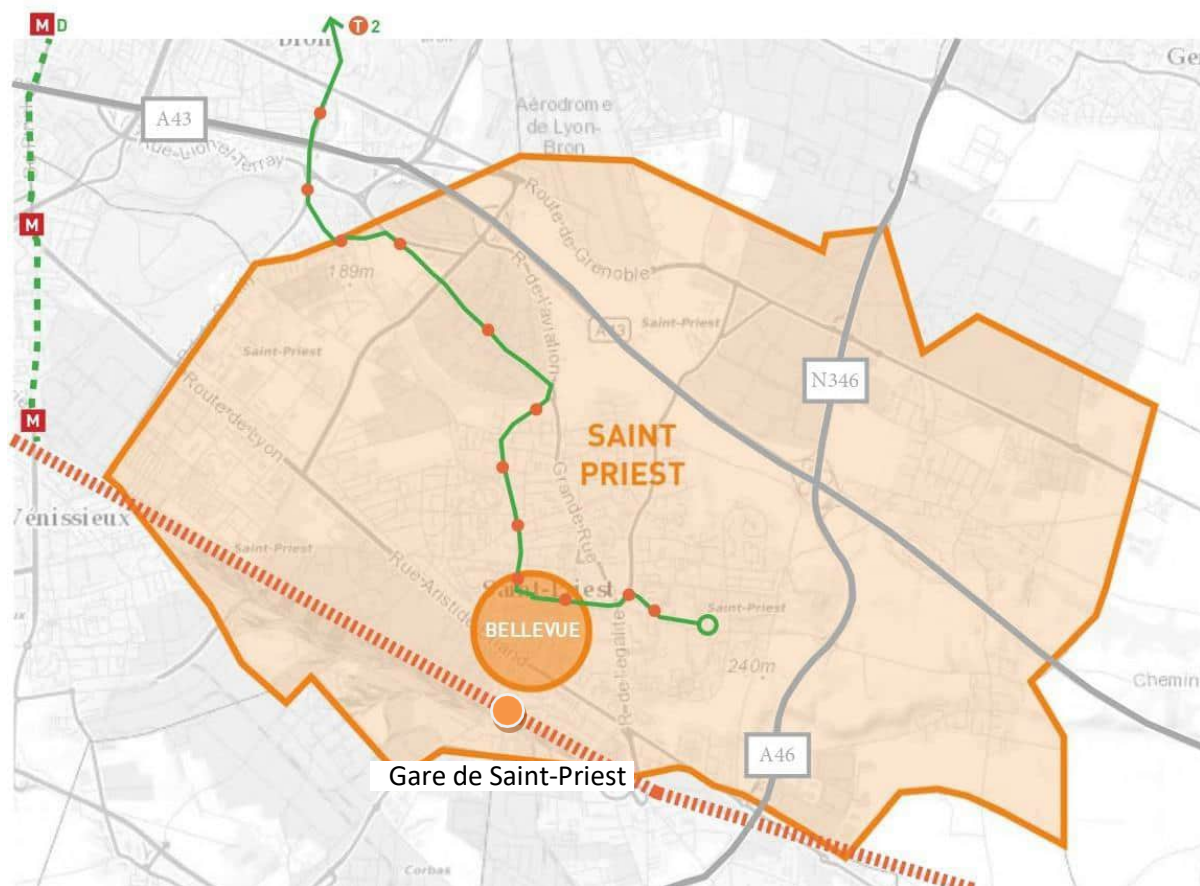 M D
T 2
Bron
Bron
Ge
A43
Aérodrome
de Lyon-
Bron
Rue-Lionel-Terray
Route-de-Grenoble
M
189m
R-de-l'aviation
A43
Saint-Priest
Saint-Priest
N346
Route-de-Lyon
M
SAINT
PRIEST
Grande-Rue
Vénissieux
Saint-Priest
Rue-Aristide-Briand
Saint-Priest
Saint-Priest
BELLEVUE
R-de-l'egalité
240m
Chemin
A46
Gare de Saint-Priest
Corbas